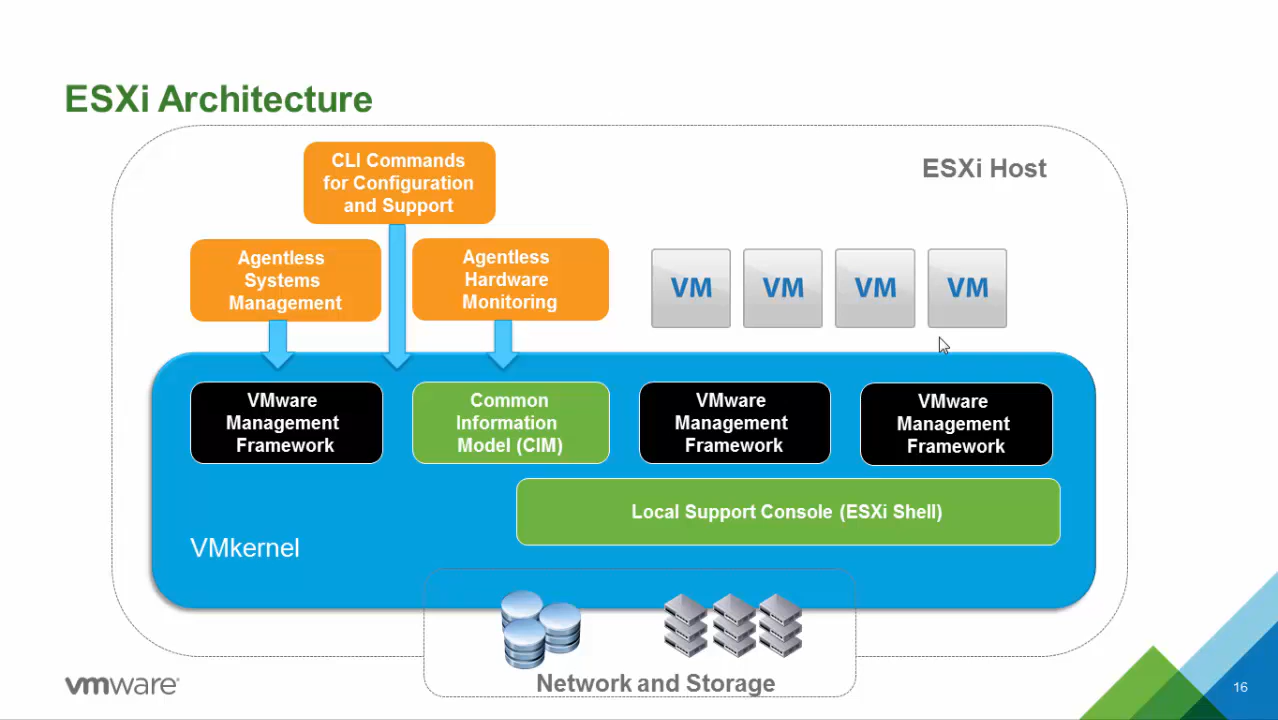 ESXi Architecture
CLI Commands
for Configuration
and Support
ESXi Host
Agentless
Systems
Management
Agentless
Hardware
Monitoring
VM
VM
VM
VM
VMware
Management
Framework
Common
Information
Model (CIM)
VMware
Management
Framework
VMware
Management
Framework
Local Support Console (ESXi Shell)
VMkernel
Network and Storage
vmware
16